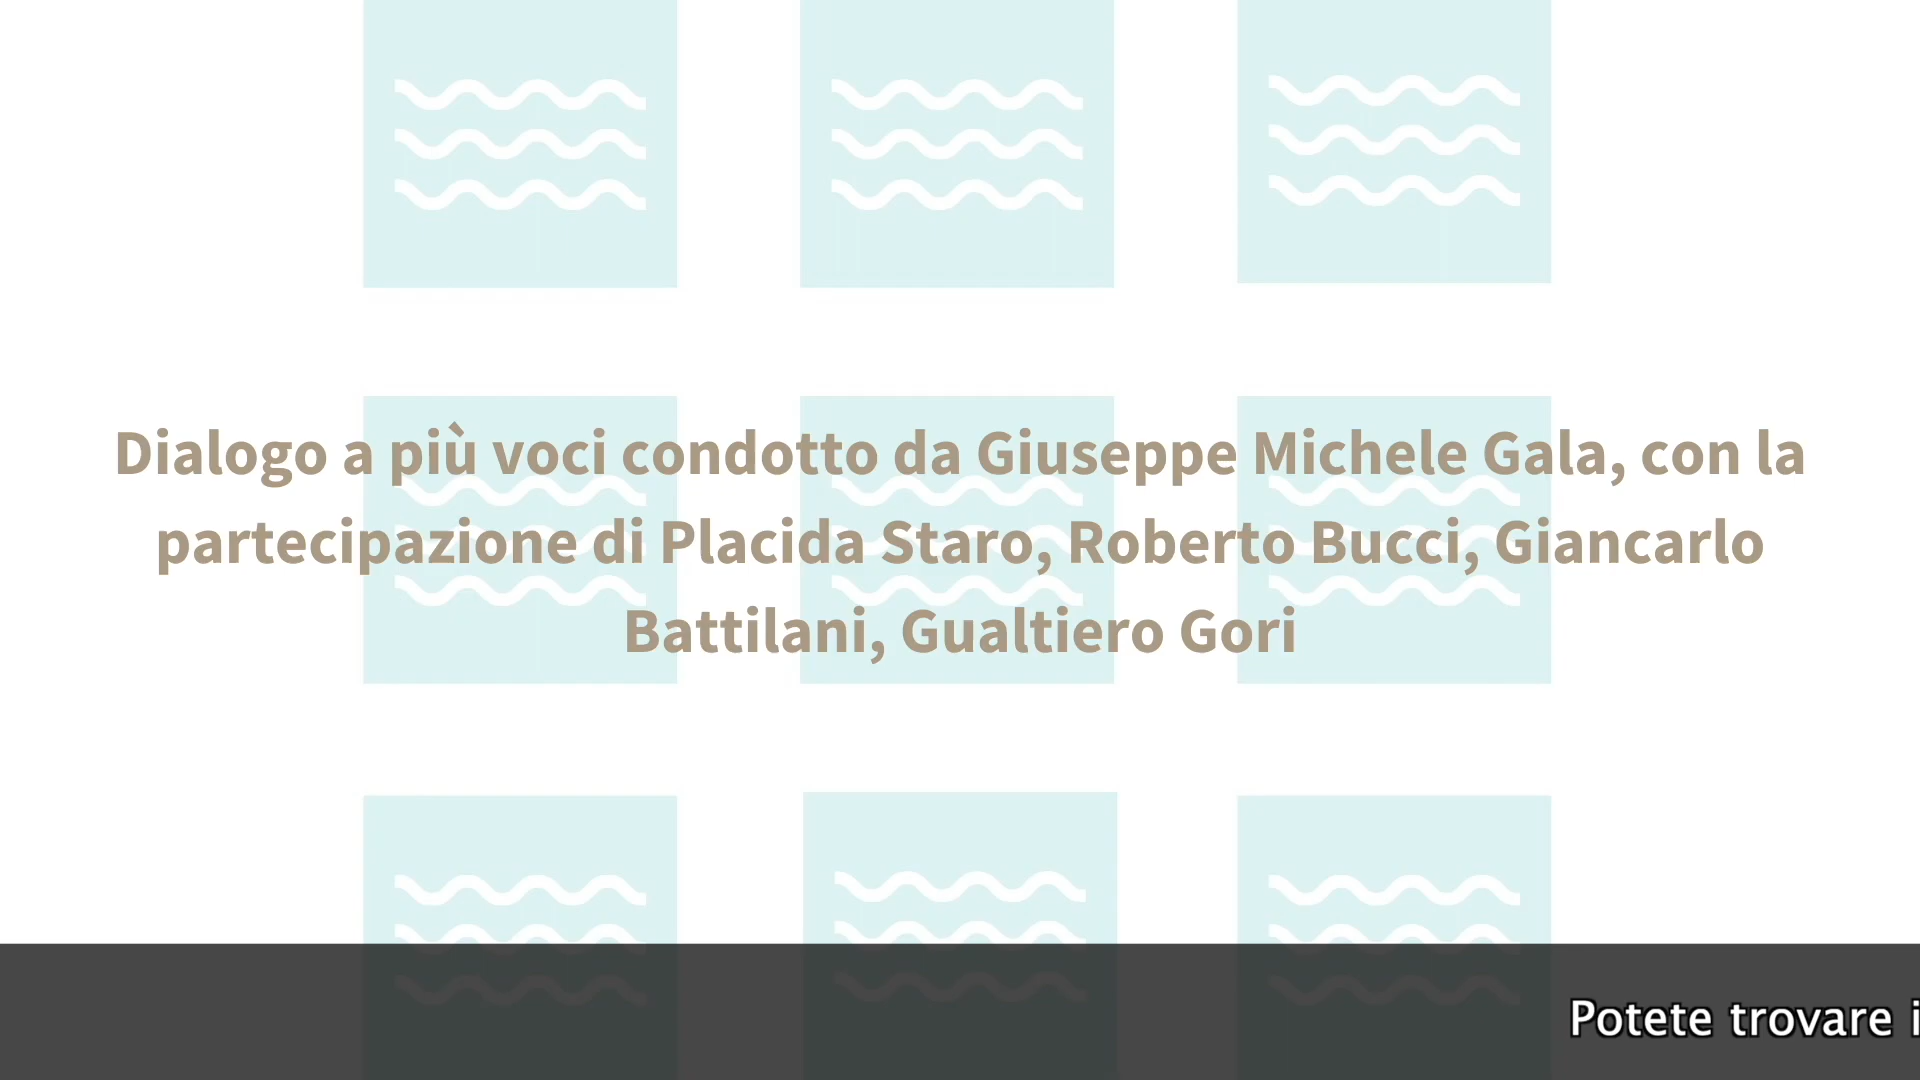 Dialogo a più voci condotto da Giuseppe Michele Gala, con la
partecipazione di Placida Staro, Roberto Bucci, Giancarlo
Battilani, Gualtiero Gori
Potete trovare i